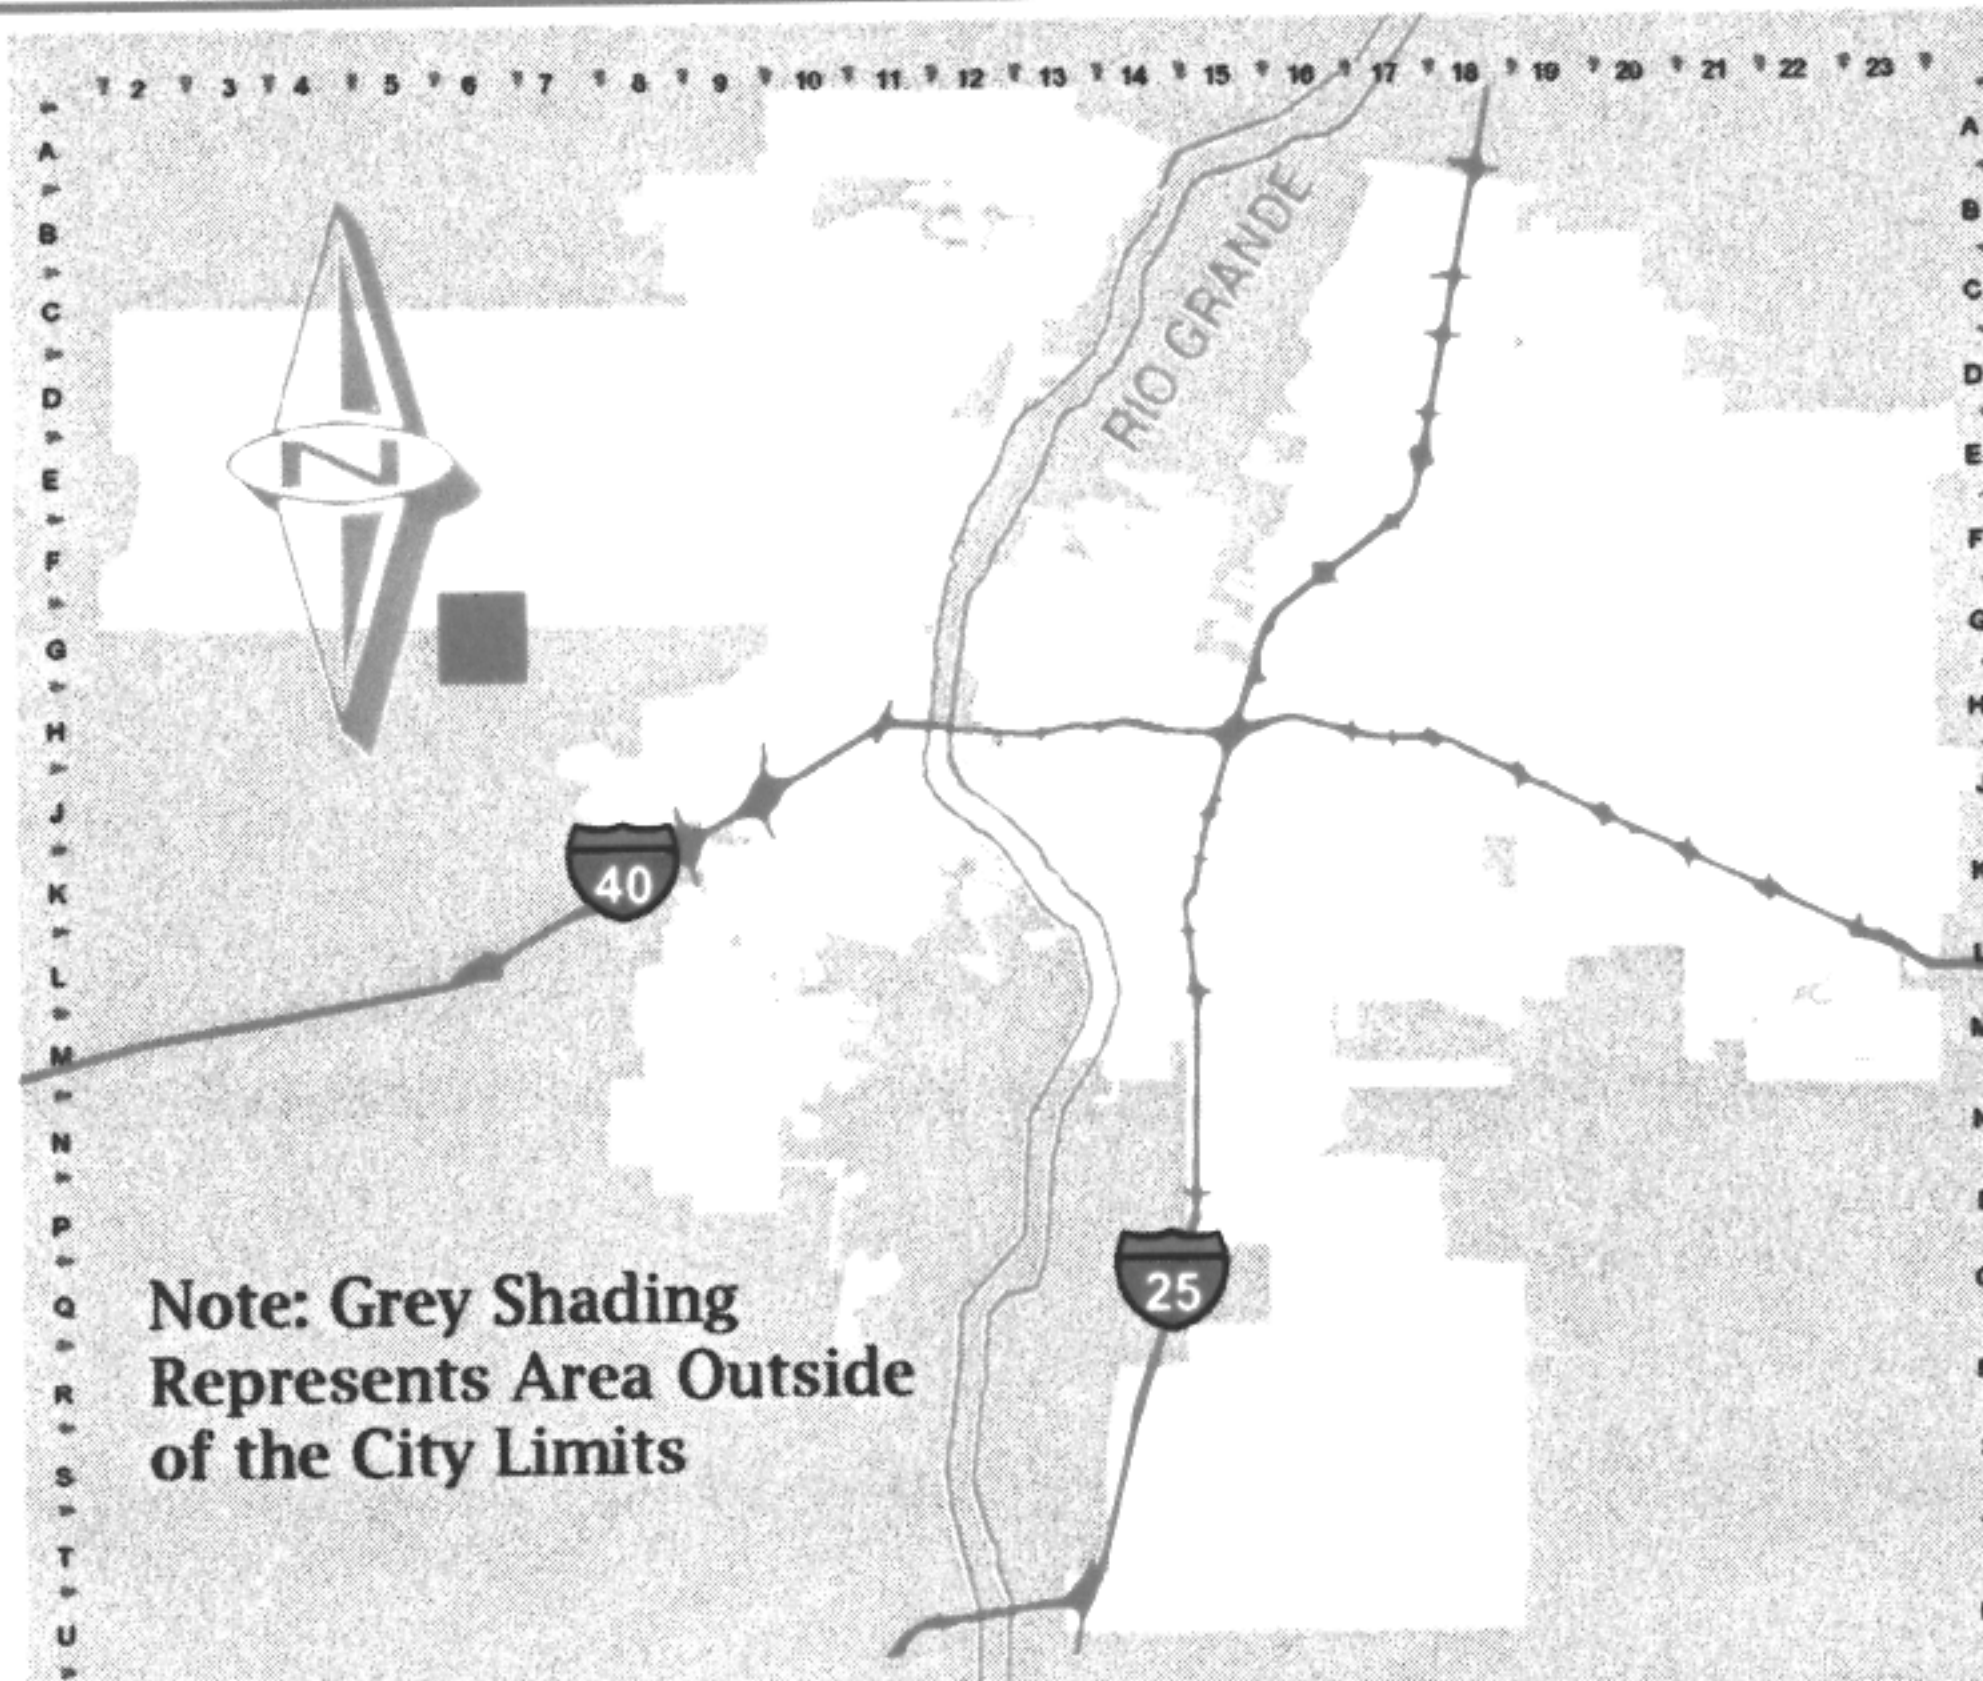 2 3 4 5 6 7 8 9 10 11 12 13 14 15 16 17 18 19 20 21 22 23
A A
B B
C C
D D
E E
F F
G G
H H
J J
K K
L L
M
N
P
Q
R
S
T
U
N
RIO GRANDE
40
25
Note: Grey Shading
Represents Area Outside
of the City Limits